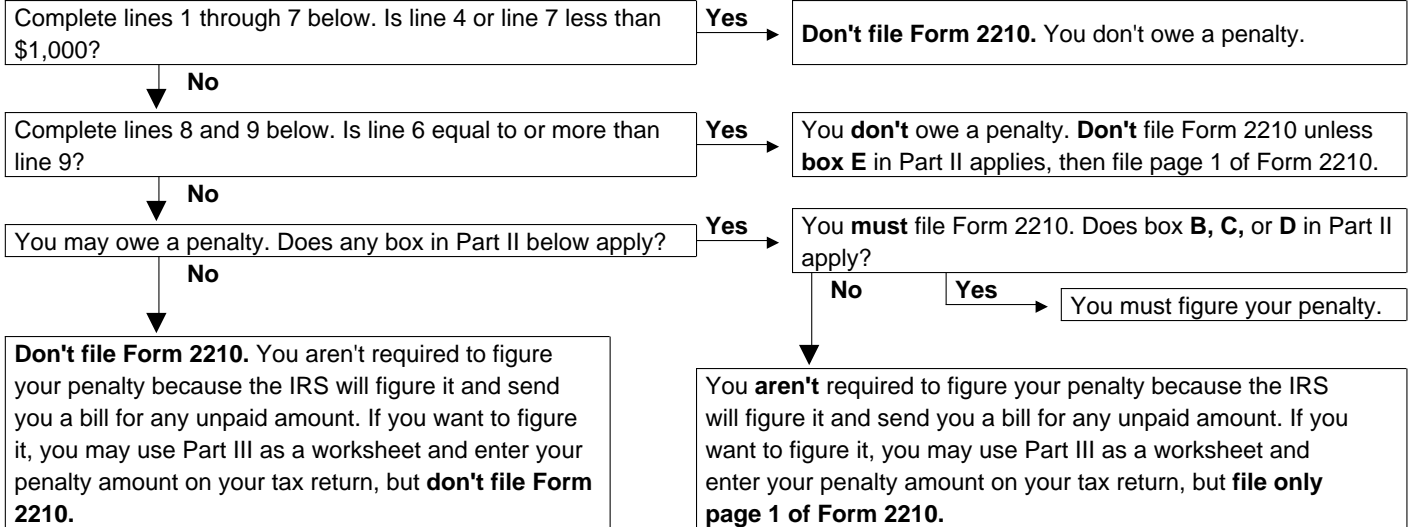 Complete lines 1 through 7 below. Is line 4 or line 7 less than
$1,000?
Yes
Don't file Form 2210. You don't owe a penalty.
No
Complete lines 8 and 9 below. Is line 6 equal to or more than
line 9?
Yes
You don't owe a penalty. Don't file Form 2210 unless
box E in Part II applies, then file page 1 of Form 2210.
No
You may owe a penalty. Does any box in Part II below apply?
Yes
You must file Form 2210. Does box B, C, or D in Part II
apply?
No
No
Yes
You must figure your penalty.
Don't file Form 2210. You aren't required to figure
your penalty because the IRS will figure it and send
you a bill for any unpaid amount. If you want to figure
it, you may use Part III as a worksheet and enter your
penalty amount on your tax return, but don't file Form
2210.
You aren't required to figure your penalty because the IRS
will figure it and send you a bill for any unpaid amount. If you
want to figure it, you may use Part III as a worksheet and
enter your penalty amount on your tax return, but file only
page 1 of Form 2210.